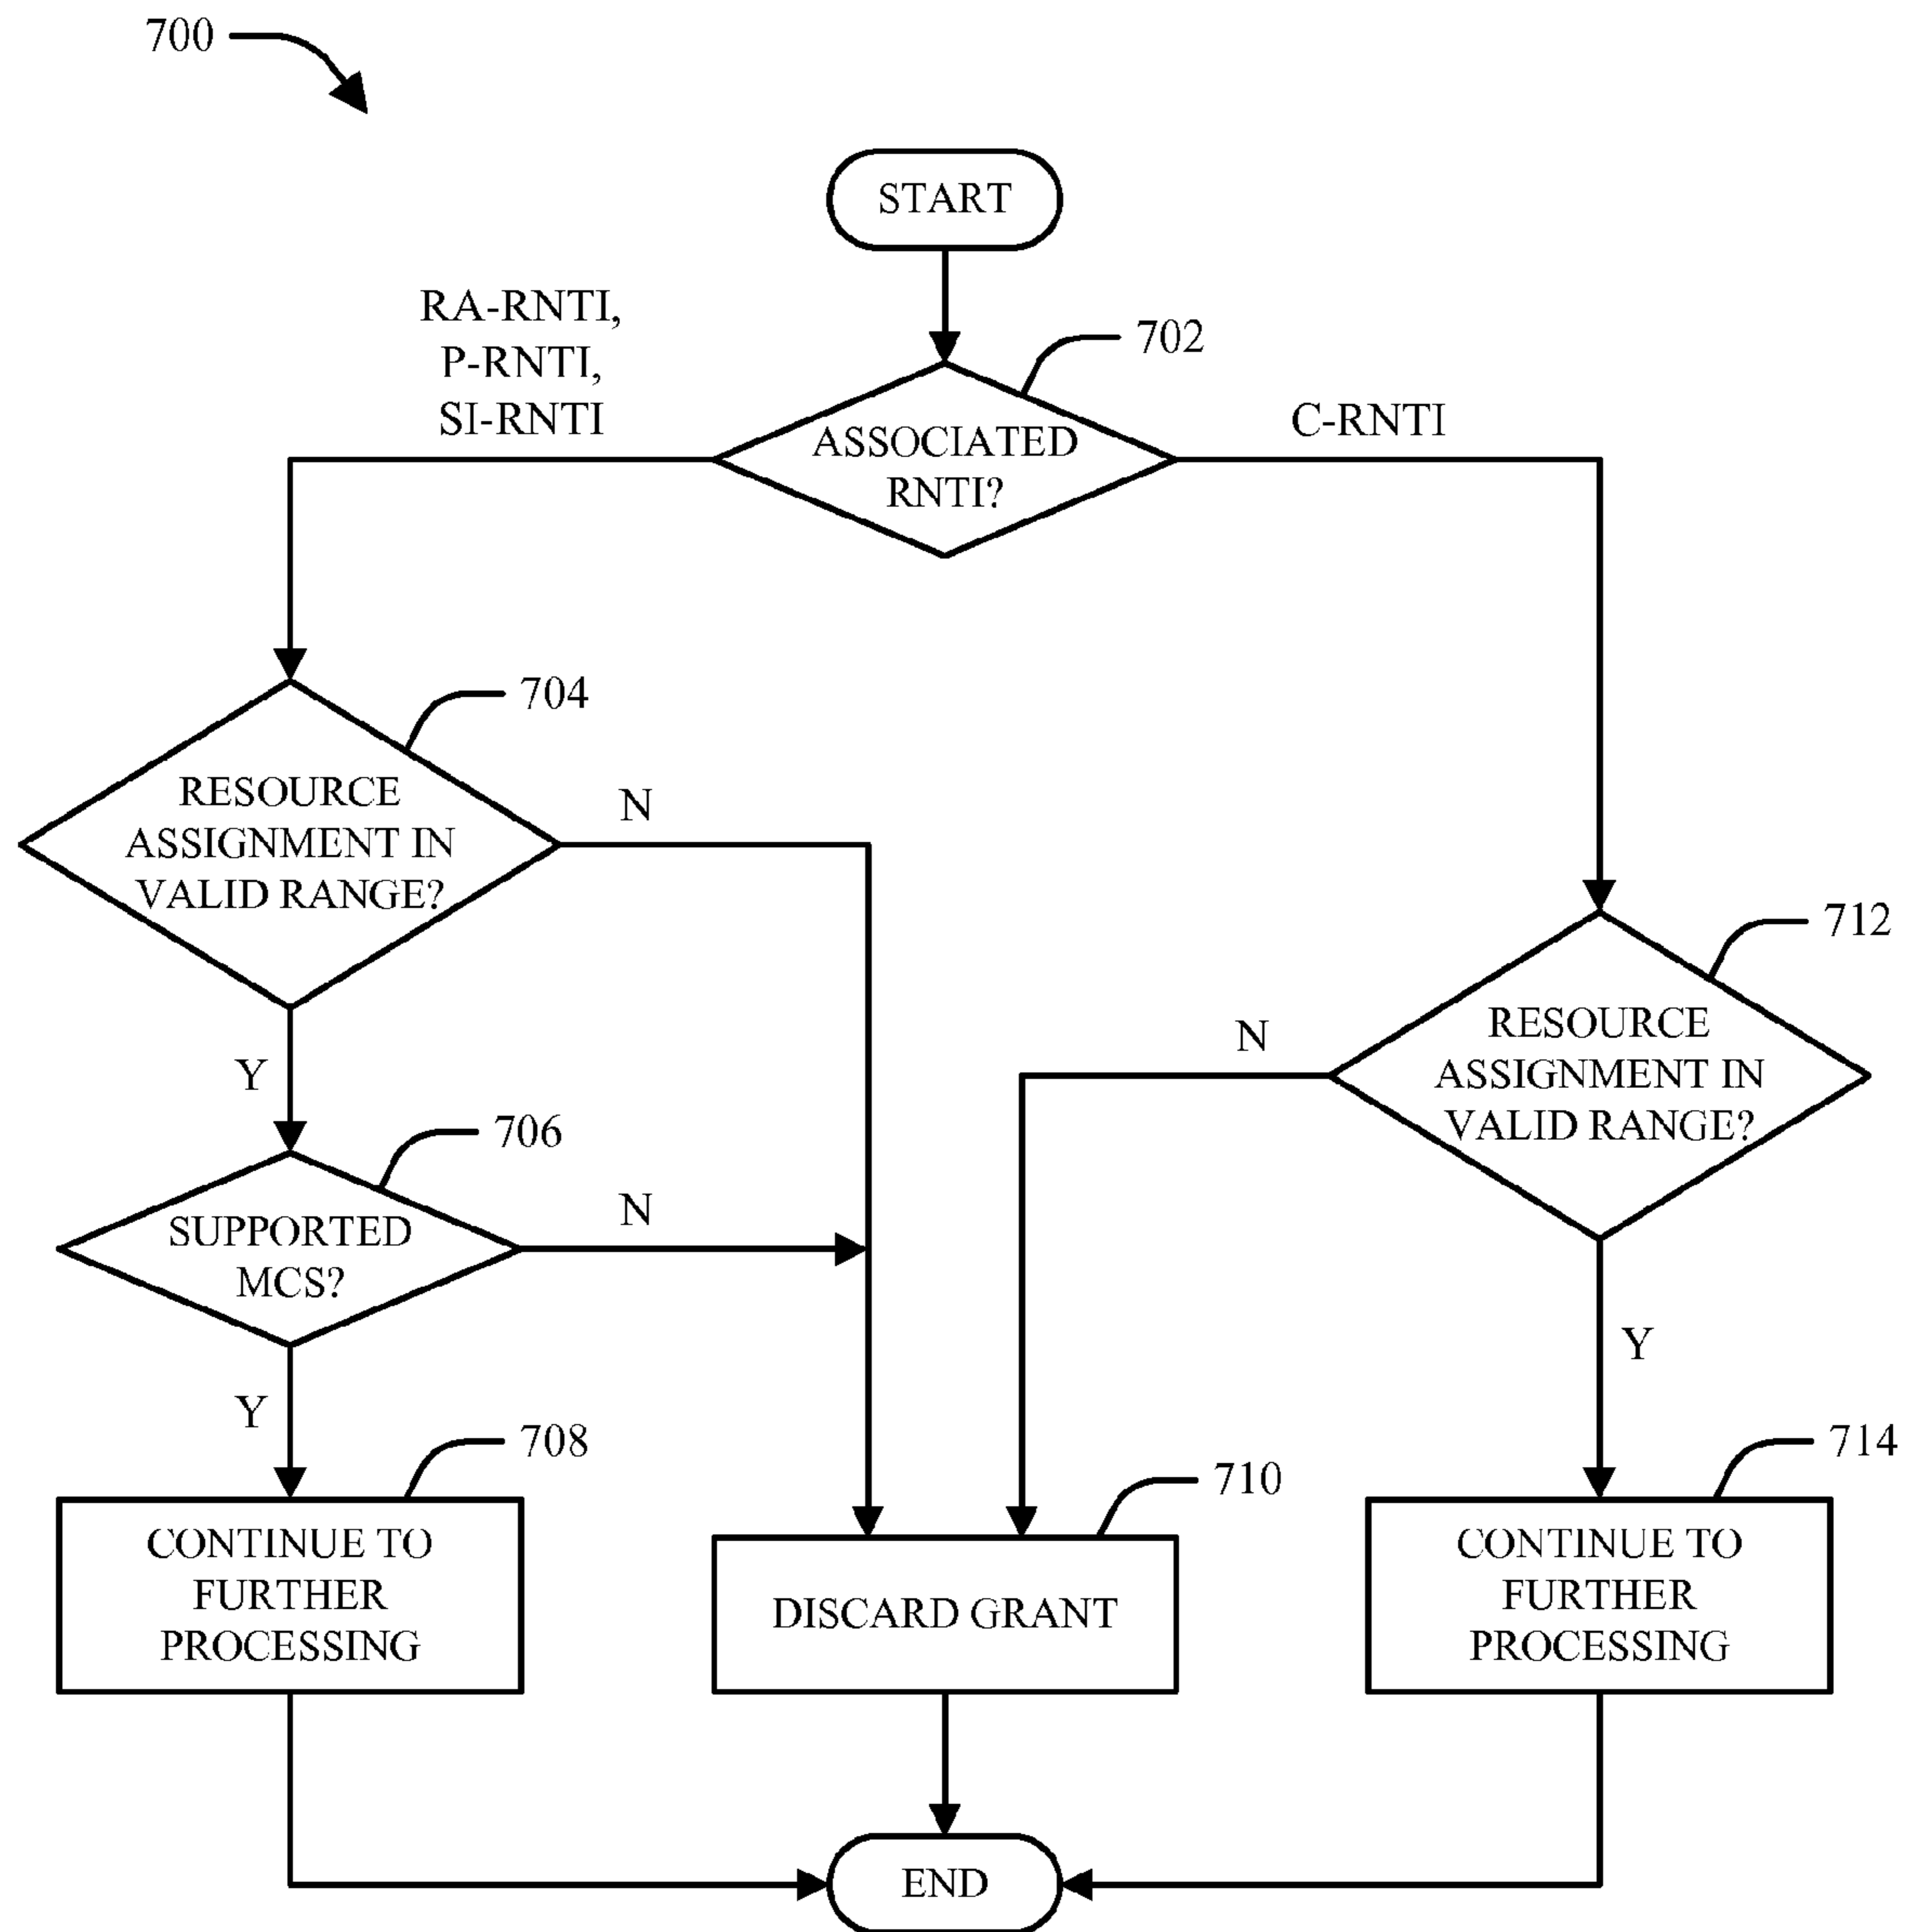 700
START
RA-RNTI,
P-RNTI,
SI-RNTI
702
C-RNTI
ASSOCIATED
RNTI?
704
RESOURCE
ASSIGNMENT IN
VALID RANGE?
N
712
RESOURCE
ASSIGNMENT IN
VALID RANGE?
N
Y
706
SUPPORTED
MCS?
N
Y
Y
708
CONTINUE TO
FURTHER
PROCESSING
710
DISCARD GRANT
714
CONTINUE TO
FURTHER
PROCESSING
END